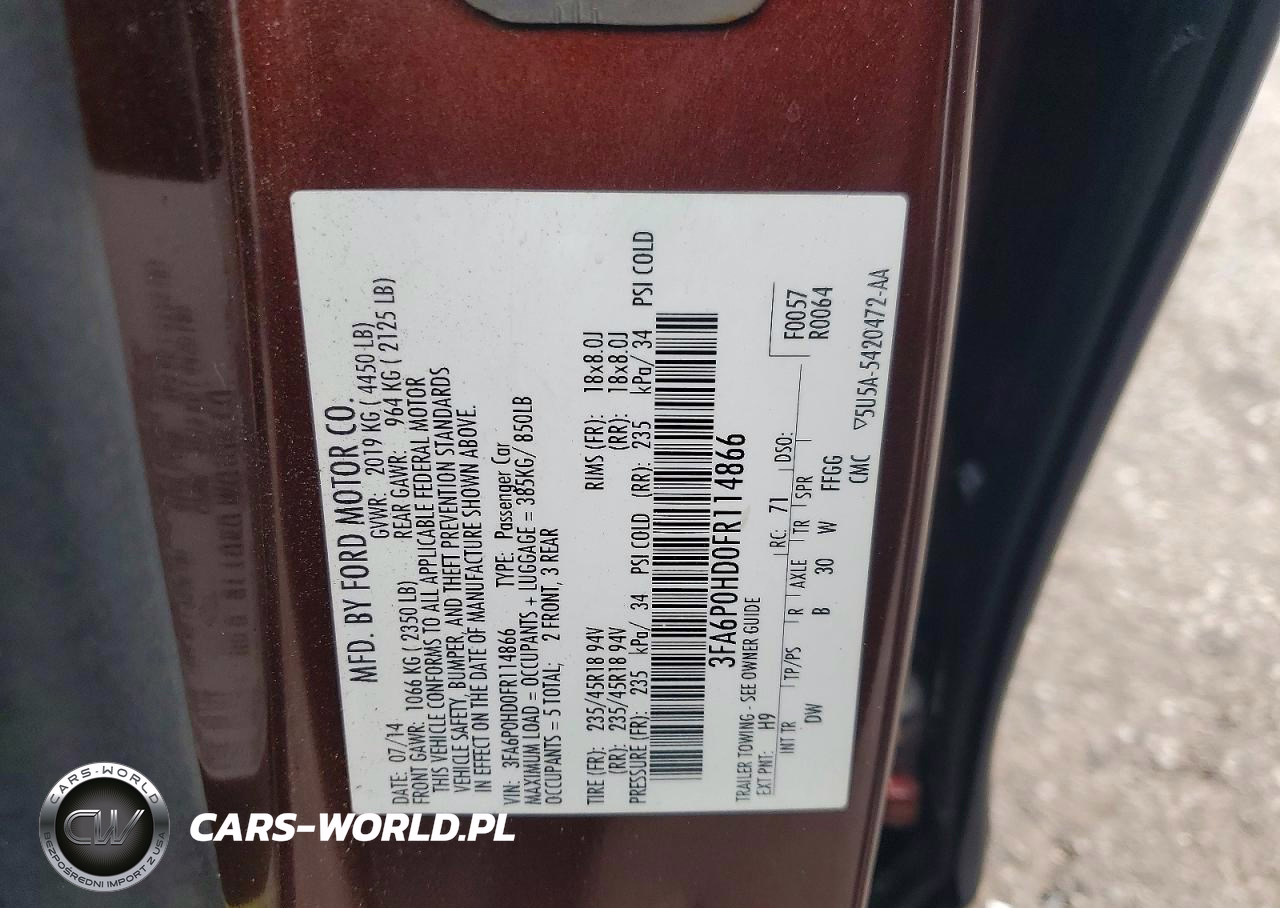 MFD. BY FORD MOTOR CO.
DATE: 07/14 GVWR: 2019 KG ( 4450 LB)
FRONT GAWR: 1066 KG ( 2350 LB) REAR GAWR: 964 KG ( 2125 LB)
THIS VEHICLE CONFORMS TO ALL APPLICABLE FEDERAL MOTOR
VEHICLE SAFETY, BUMPER, AND THEFT PREVENTION STANDARDS
IN EFFECT ON THE DATE OF MANUFACTURE SHOWN ABOVE.
VIN: 3FA6P0HD0FR114866 TYPE: Passenger Car
MAXIMUM LOAD = OCCUPANTS + LUGGAGE = 385KG/ 850LB
OCCUPANTS = 5 TOTAL; 2 FRONT, 3 REAR
TIRE (FR): 235/45R18 94V RIMS (FR): 18x8.0J
(RR): 235/45R18 94V (RR): 18x8.0J
PRESSURE (FR): 235 kPa/ 34 PSI COLD (RR): 235 kPa/ 34 PSI COLD
3FA6P0HD0FR114866
TRAILER TOWING - SEE OWNER GUIDE
EXT PNT: H9 RC: 71 DSO: F0057
INT TR TP/PS R AXLE TR SPR R0064
DW B 30 W FFGG
CMC ▽5U5A-5420472-AA
CARS-WORLD
CW
BEZPOŚREDNI IMPORT Z USA
CARS-WORLD.PL